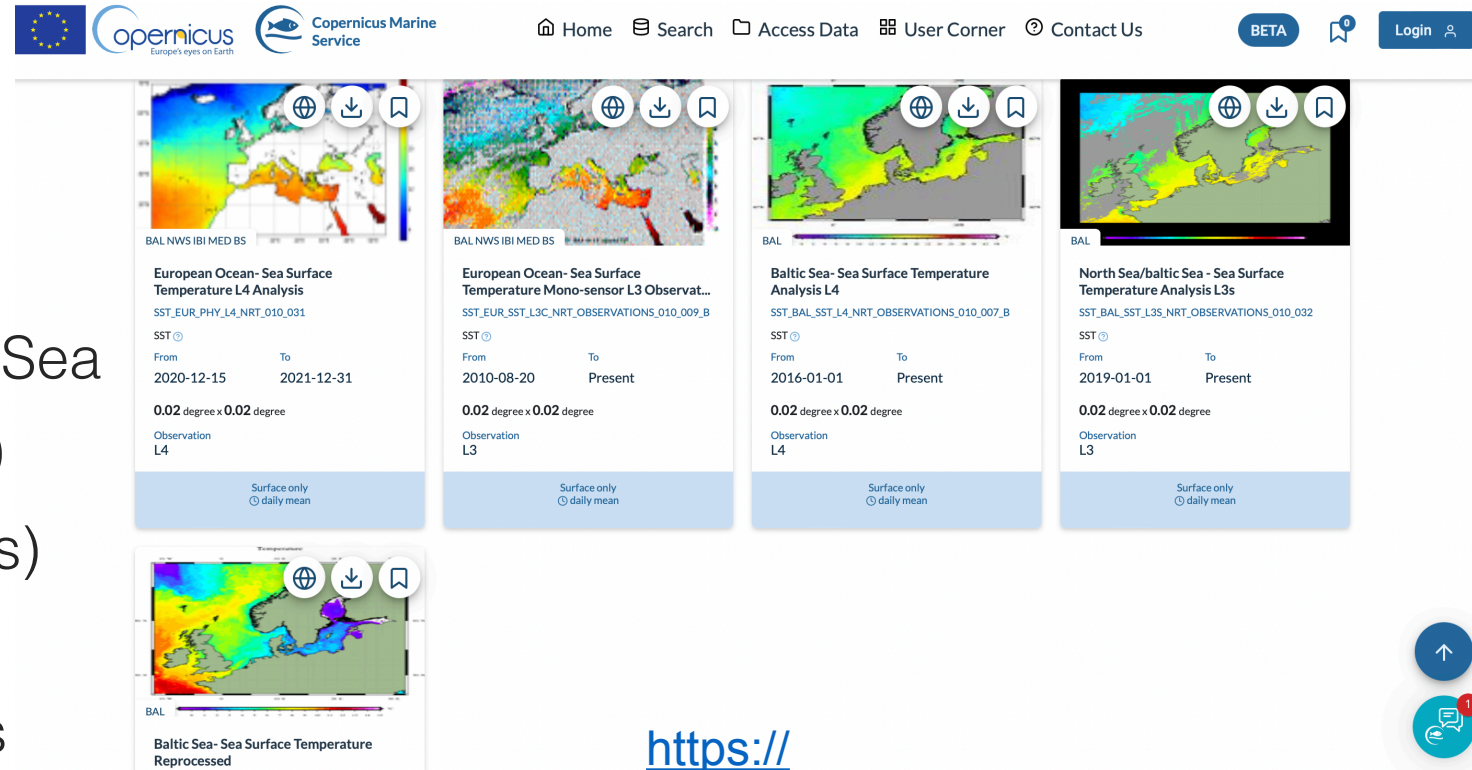 opernicus
Europe's eyes on Earth
Copernicus Marine
Service
Home
Search
Access Data
User Corner
Contact Us
BETA
0
Login
BAL NWS IBI MED BS
European Ocean- Sea Surface
Temperature L4 Analysis
SST_EUR_PHY_L4_NRT_010_031
SST
From To
2020-12-15 2021-12-31
0.02 degree x 0.02 degree
Observation
L4
Surface only
daily mean
BAL NWS IBI MED BS
European Ocean- Sea Surface
Temperature Mono-sensor L3 Observat...
SST_EUR_SST_L3C_NRT_OBSERVATIONS_010_009_B
SST
From To
2010-08-20 Present
0.02 degree x 0.02 degree
Observation
L3
Surface only
daily mean
BAL
Baltic Sea- Sea Surface Temperature
Analysis L4
SST_BAL_SST_L4_NRT_OBSERVATIONS_010_007_B
SST
From To
2016-01-01 Present
0.02 degree x 0.02 degree
Observation
L4
Surface only
daily mean
BAL
North Sea/baltic Sea - Sea Surface
Temperature Analysis L3s
SST_BAL_SST_L3S_NRT_OBSERVATIONS_010_032
SST
From To
2019-01-01 Present
0.02 degree x 0.02 degree
Observation
L3
Surface only
daily mean
Sea
)
s)
s
Temperature
BAL
Baltic Sea- Sea Surface Temperature
Reprocessed
https://
1